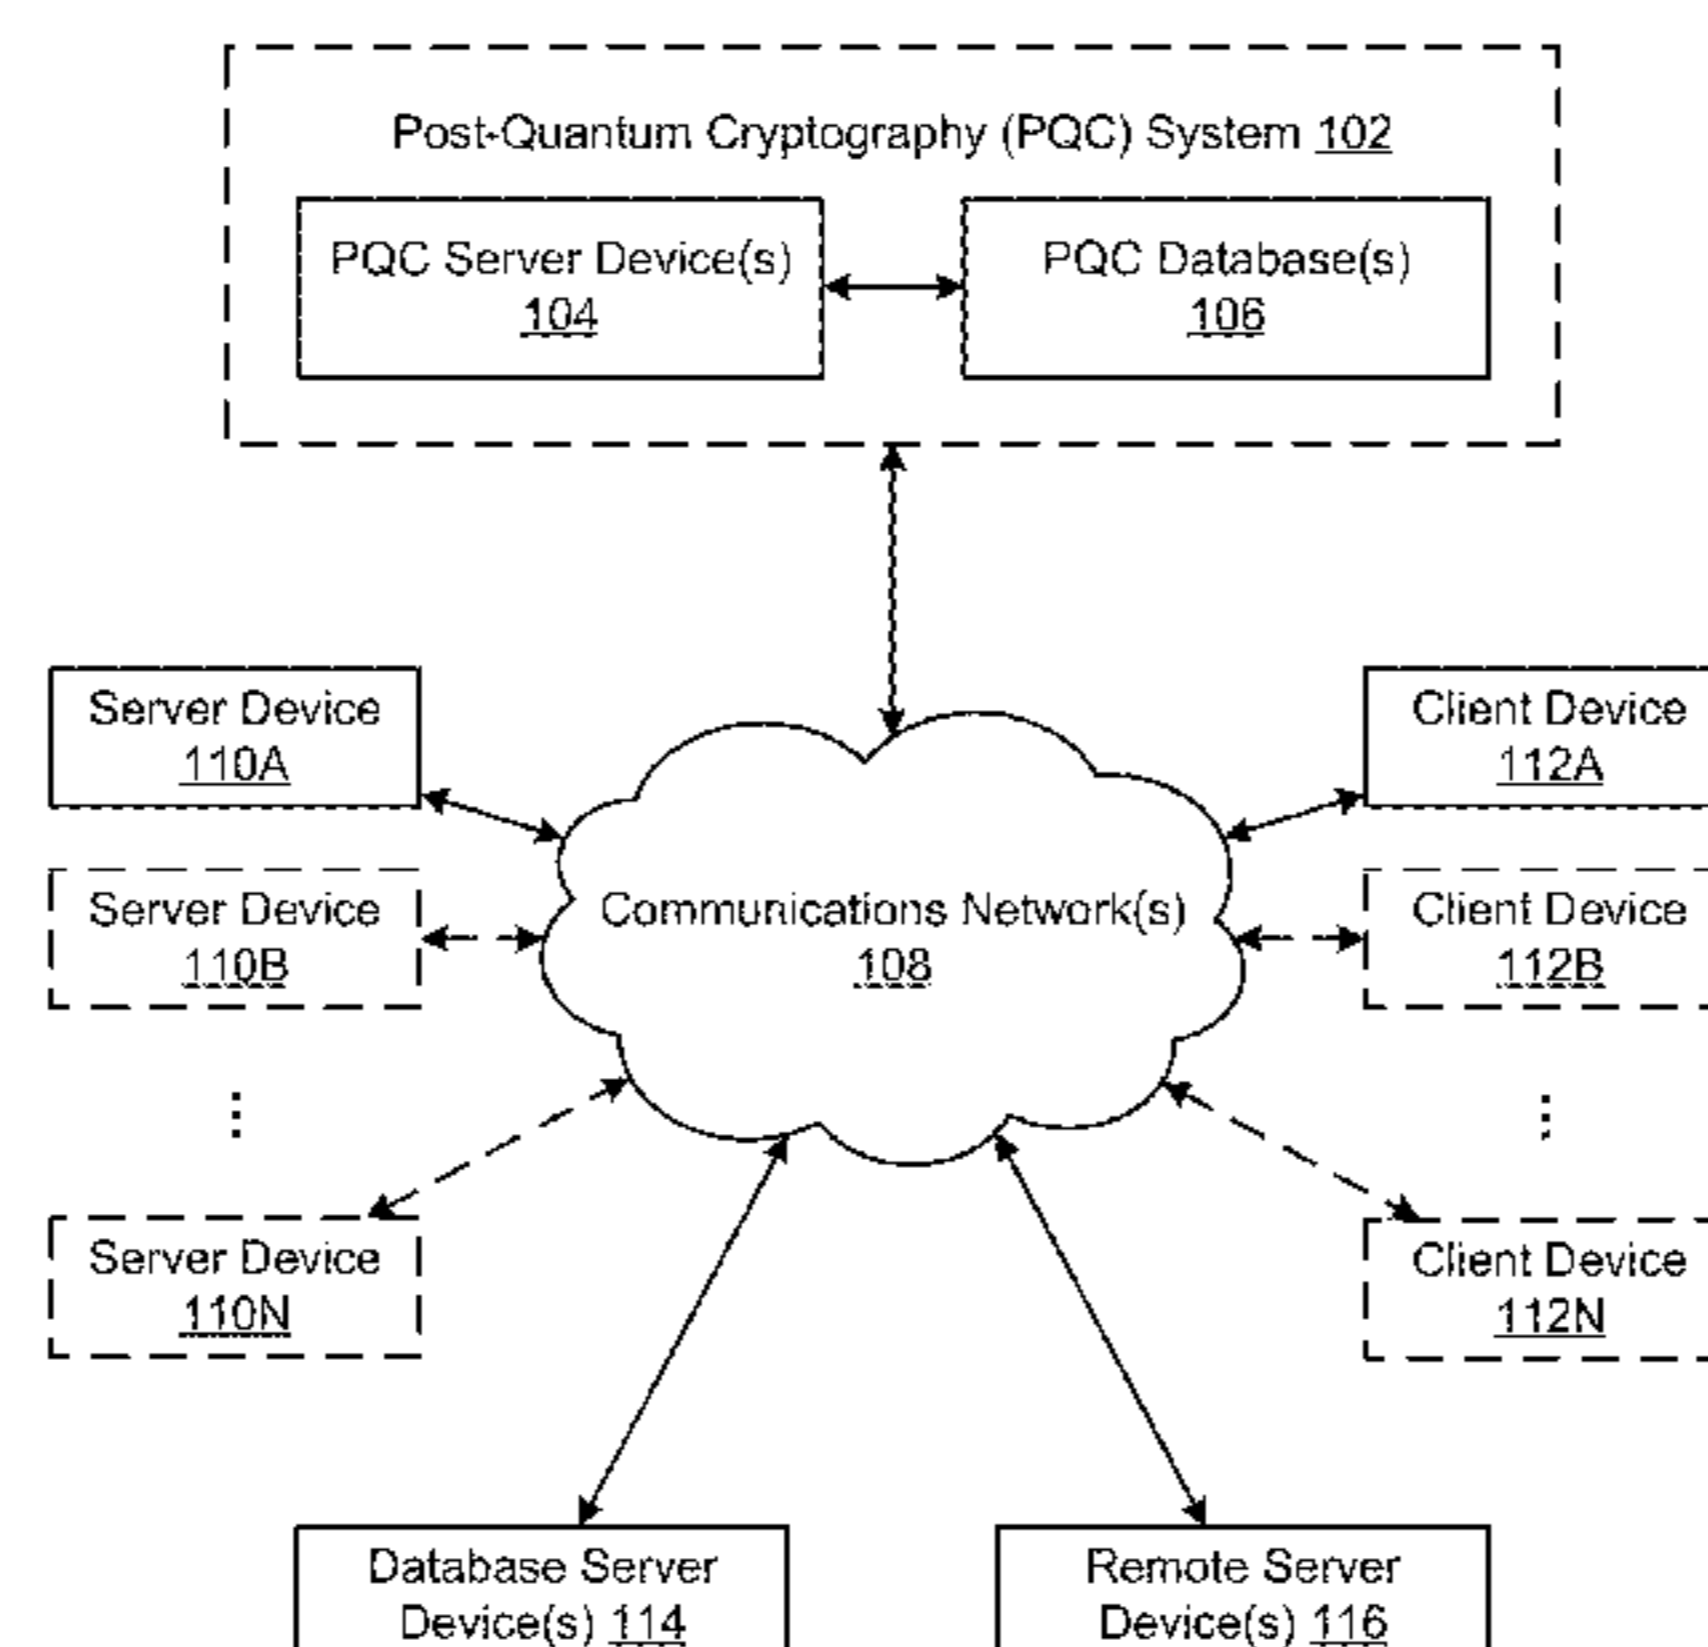 Post-Quantum Cryptography (PQC) System 102
PQC Server Device(s)
104
PQC Database(s)
106
Server Device
110A
Client Device
112A
Server Device
110B
Communications Network(s)
108
Client Device
112B
Server Device
110N
Client Device
112N
Database Server
Device(s) 114
Remote Server
Device(s) 116